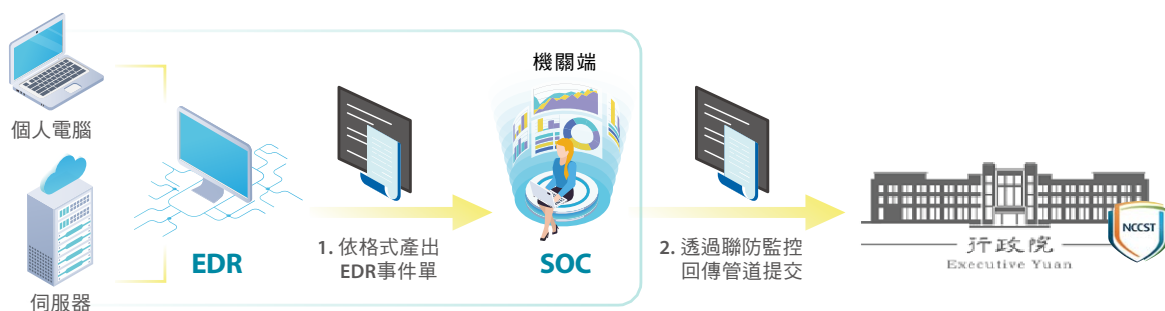 個人電腦
伺服器
EDR
1. 依格式產出
EDR事件單
機關端
SOC
2. 透過聯防監控
回傳管道提交
NCCST
行政院
Executive Yuan